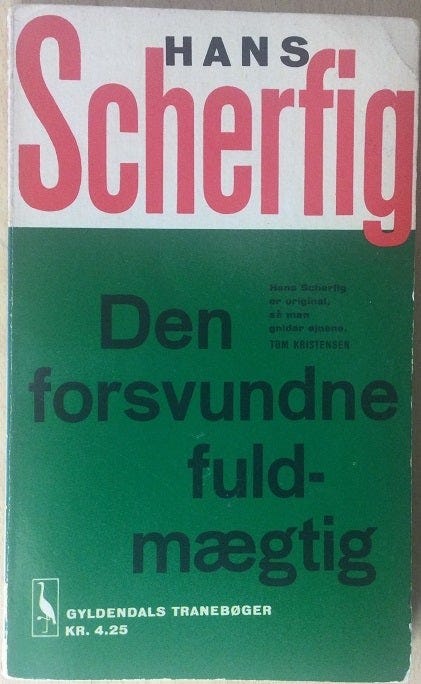 HANS
Scherfig
Hans Scherfig
er original,
så man
gnider øjnene.
TOM KRISTENSEN
Den
forsvundne
fuld-
mægtig
GYLDENDALS TRANEBØGER
KR. 4.25